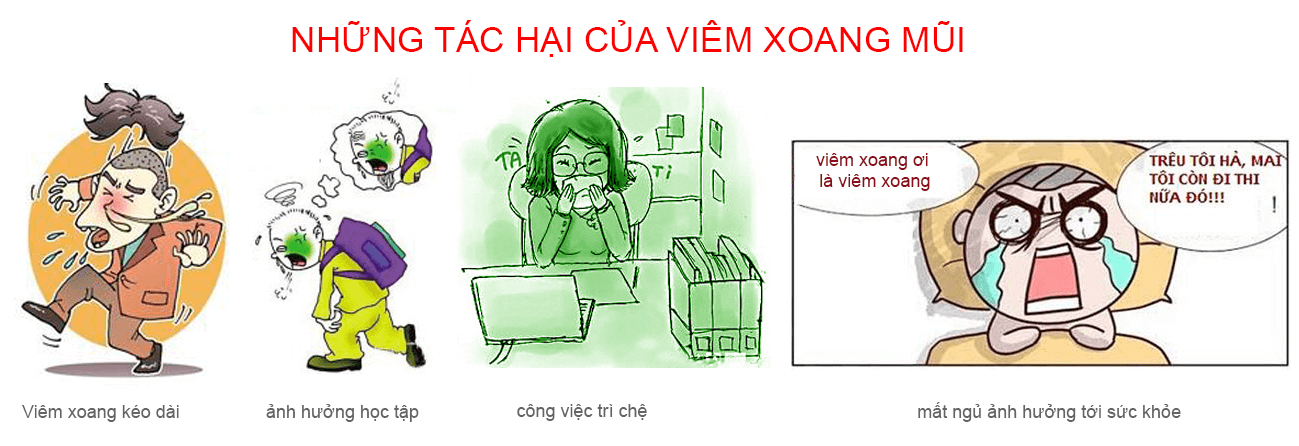 NHỮNG TÁC HẠI CỦA VIÊM XOANG MŨI
TA
Tì
viêm xoang ơi
là viêm xoang
TRÊU TÔI HẢ, MAI
TÔI CÒN ĐI THI
NỮA ĐÓ!!!
!
Viêm xoang kéo dài
ảnh hưởng học tập
công việc trì chệ
mất ngủ ảnh hưởng tới sức khỏe